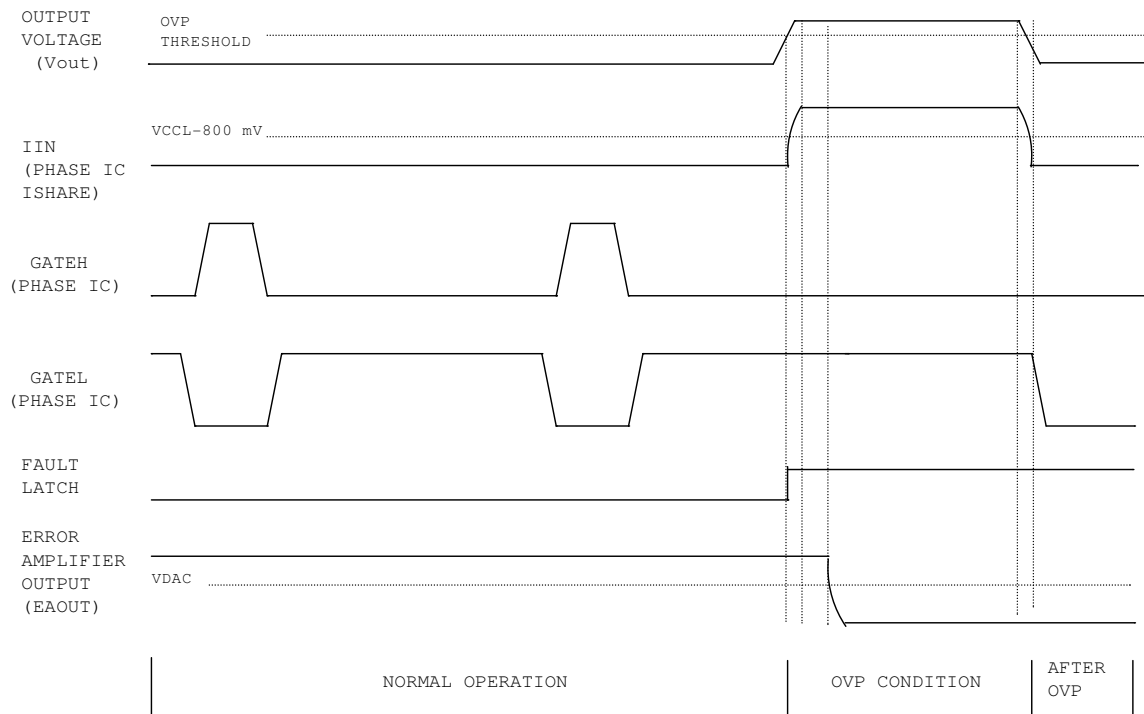 OUTPUT
VOLTAGE
(Vout)
OVP
THRESHOLD
VCCL-800 mV
IIN
(PHASE IC
ISHARE)
GATEH
(PHASE IC)
GATEL
(PHASE IC)
FAULT
LATCH
ERROR
AMPLIFIER
OUTPUT
(EAOUT)
VDAC
NORMAL OPERATION
OVP CONDITION
AFTER
OVP